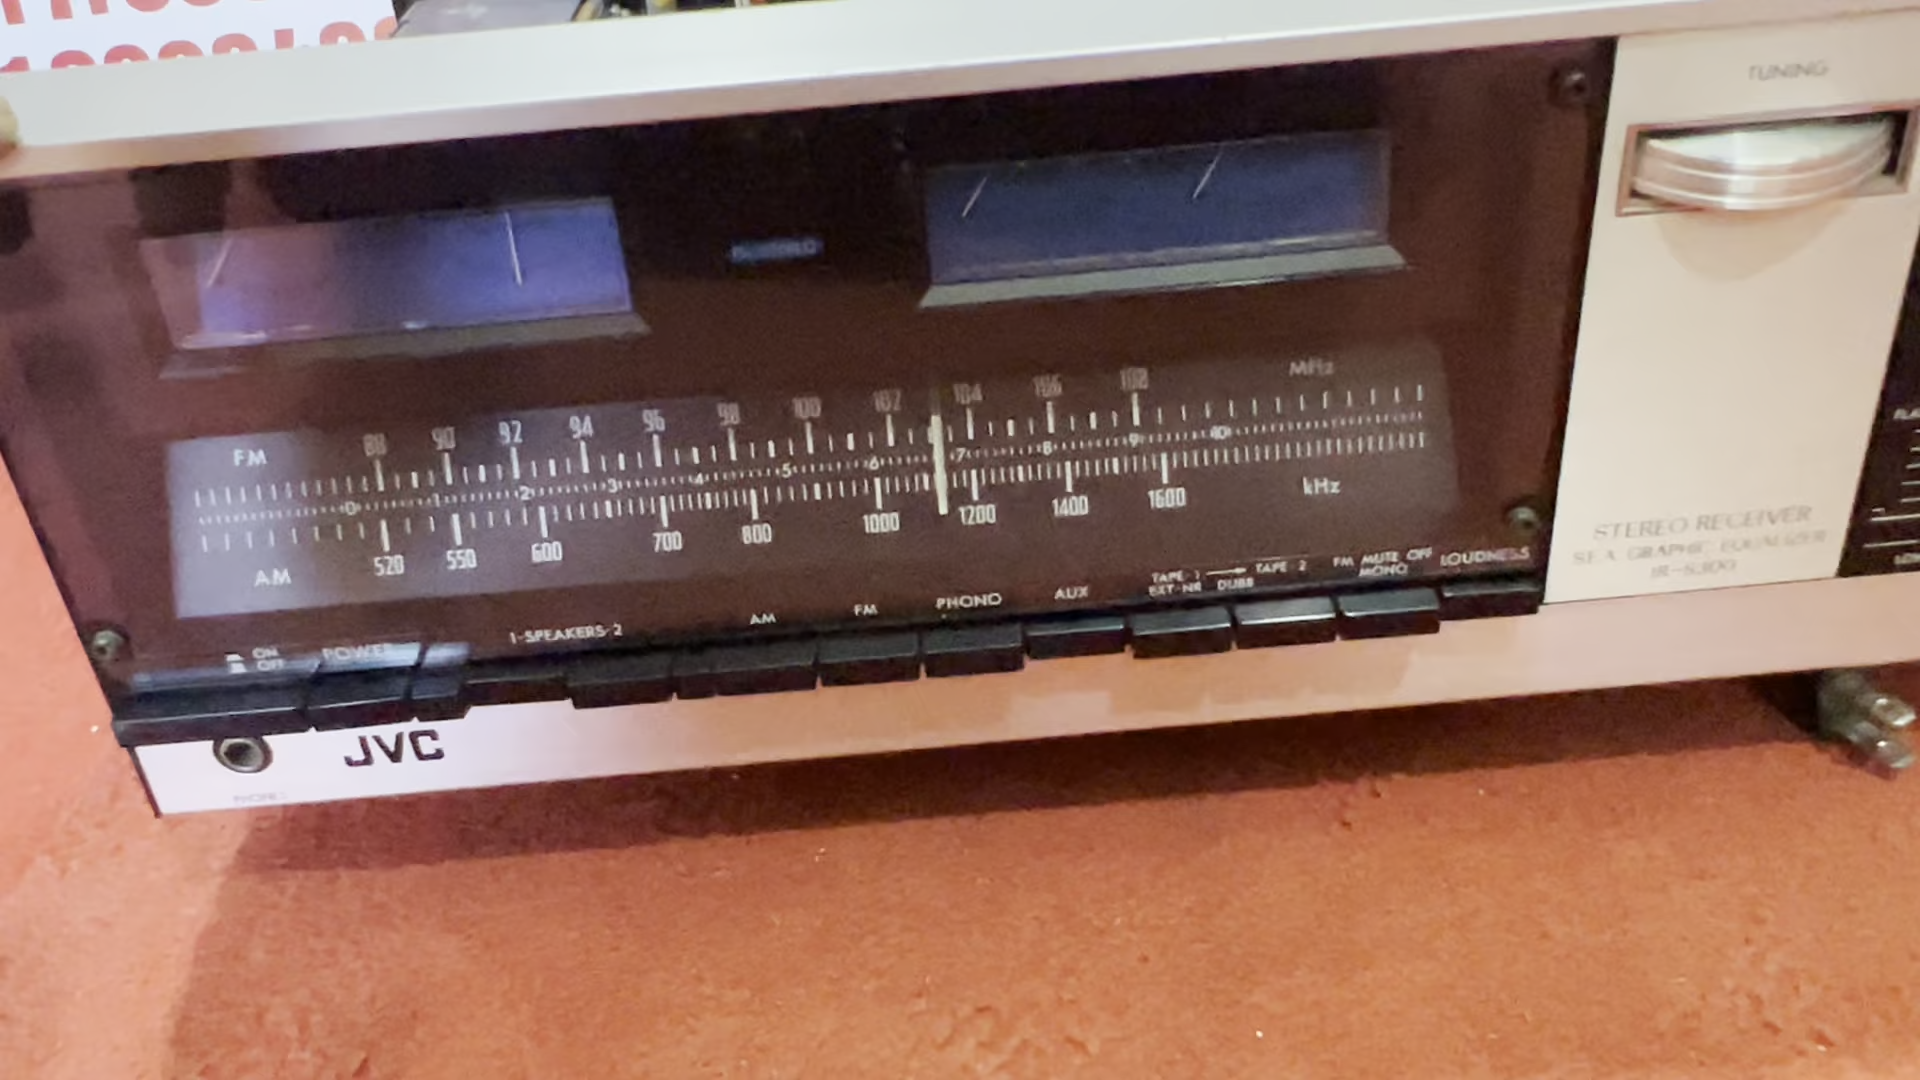 TUNING
88 90 92 94 96 98 100 102 104 106 108 MHz
FM
0 1 2 3 4 5 6 7 8 9 10
520 550 600 700 800 1000 1200 1400 1600 kHz
AM
STEREO RECEIVER
S.E.A. GRAPHIC EQUALIZER
ON
OFF
POWER
1-SPEAKERS-2
AM
FM
PHONO
AUX
TAPE-1 TAPE-2
EXT-NR DUBB
FM MUTE OFF
MONO
LOUDNESS
JVC